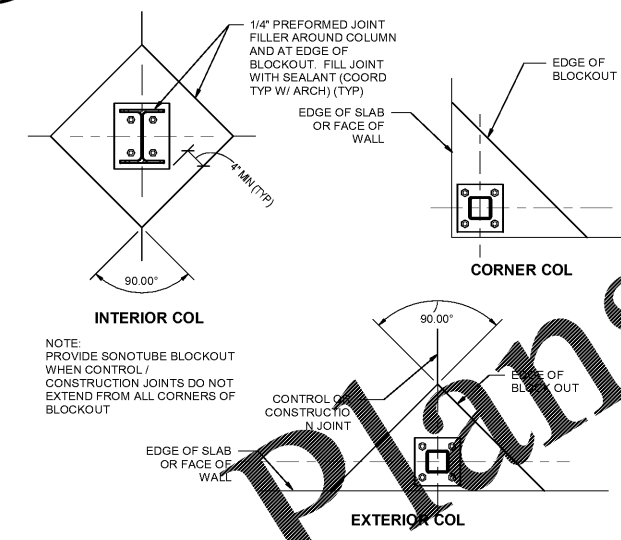 1/4" PREFORMED JOINT
FILLER AROUND COLUMN
AND AT EDGE OF
BLOCKOUT. FILL JOINT
WITH SEALANT (COORD
TYP W/ ARCH) (TYP)
4" MIN (TYP)
90.00°
INTERIOR COL
NOTE:
PROVIDE SONOTUBE BLOCKOUT
WHEN CONTROL /
CONSTRUCTION JOINTS DO NOT
EXTEND FROM ALL CORNERS OF
BLOCKOUT
EDGE OF
BLOCKOUT
EDGE OF SLAB
OR FACE OF
WALL
CORNER COL
90.00°
EDGE OF
BLOCK OUT
CONTROL OR
CONSTRUCTIO
N JOINT
EDGE OF SLAB
OR FACE OF
WALL
EXTERIOR COL
Plans